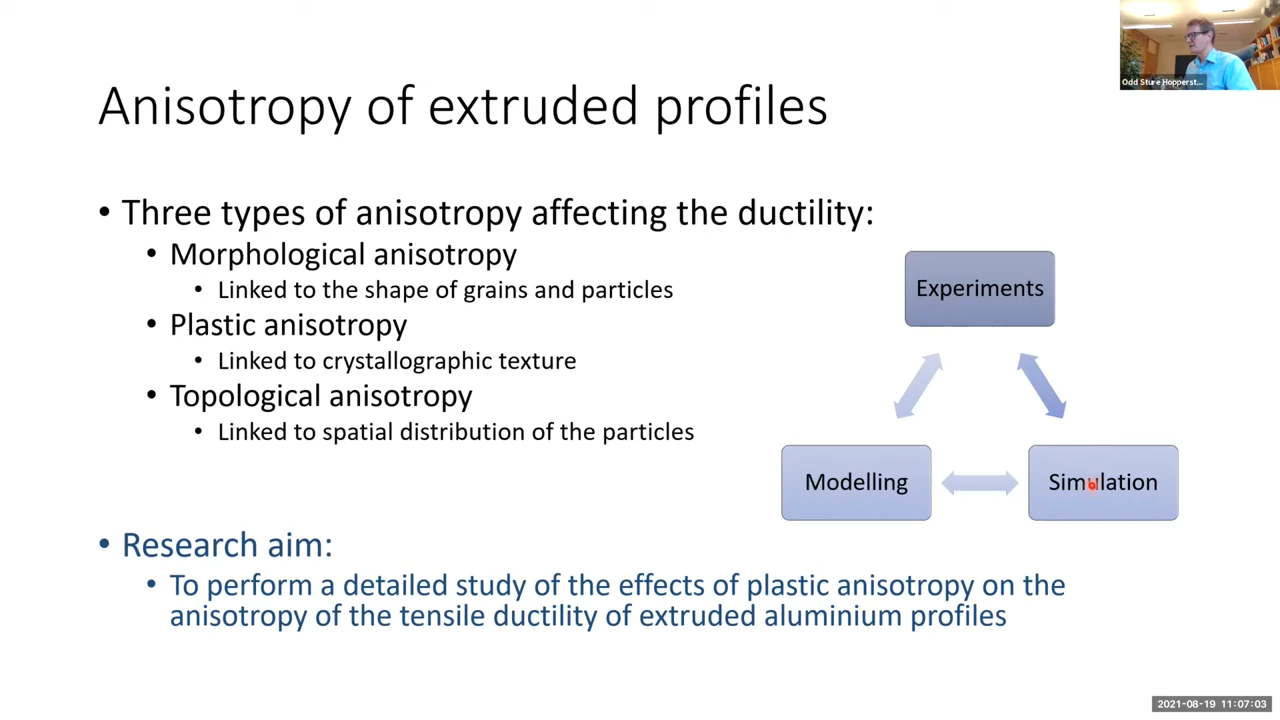 Odd Sture Hopperst...
Anisotropy of extruded profiles
• Three types of anisotropy affecting the ductility:
• Morphological anisotropy
• Linked to the shape of grains and particles
• Plastic anisotropy
• Linked to crystallographic texture
• Topological anisotropy
• Linked to spatial distribution of the particles
Experiments
Modelling
Simulation
• Research aim:
• To perform a detailed study of the effects of plastic anisotropy on the
anisotropy of the tensile ductility of extruded aluminium profiles
2021-08-19 11:07:03